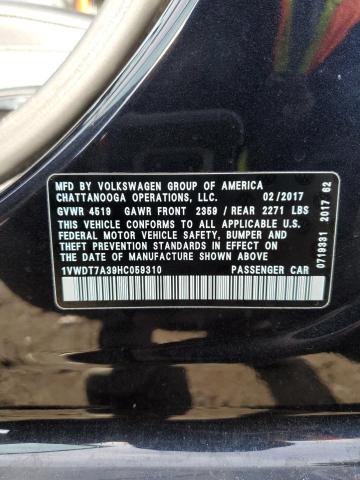 MFD BY VOLKSWAGEN GROUP OF AMERICA
CHATTANOOGA OPERATIONS, LLC. 02/2017
GVWR 4519 GAWR FRONT 2359 / REAR 2271 LBS
THIS VEHICLE CONFORMS TO ALL APPLICABLE U.S.
FEDERAL MOTOR VEHICLE SAFETY, BUMPER AND
THEFT PREVENTION STANDARDS IN EFFECT ON THE
DATE OF MANUFACTURE SHOWN ABOVE
1VWDT7A39HC059310 PASSENGER CAR
0719331 2017 62